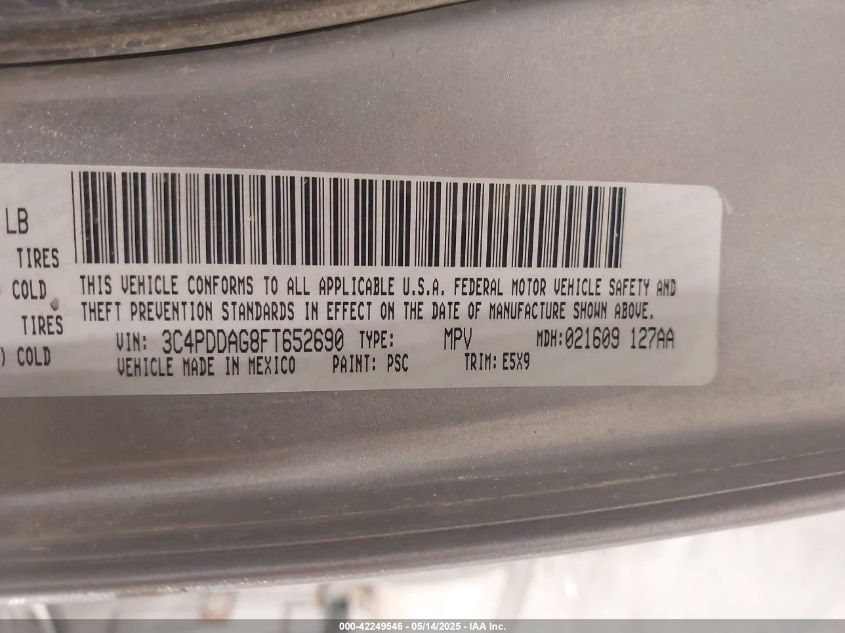 LB
TIRES
COLD
TIRES
) COLD
THIS VEHICLE CONFORMS TO ALL APPLICABLE U.S.A. FEDERAL MOTOR VEHICLE SAFETY AND
THEFT PREVENTION STANDARDS IN EFFECT ON THE DATE OF MANUFACTURE SHOWN ABOVE.
VIN: 3C4PDDAG8FT652690 TYPE: MPV MDH:021609 127AA
VEHICLE MADE IN MEXICO PAINT: PSC TRIM: E5X9
000-42249546 - 05/14/2025 - IAA Inc.